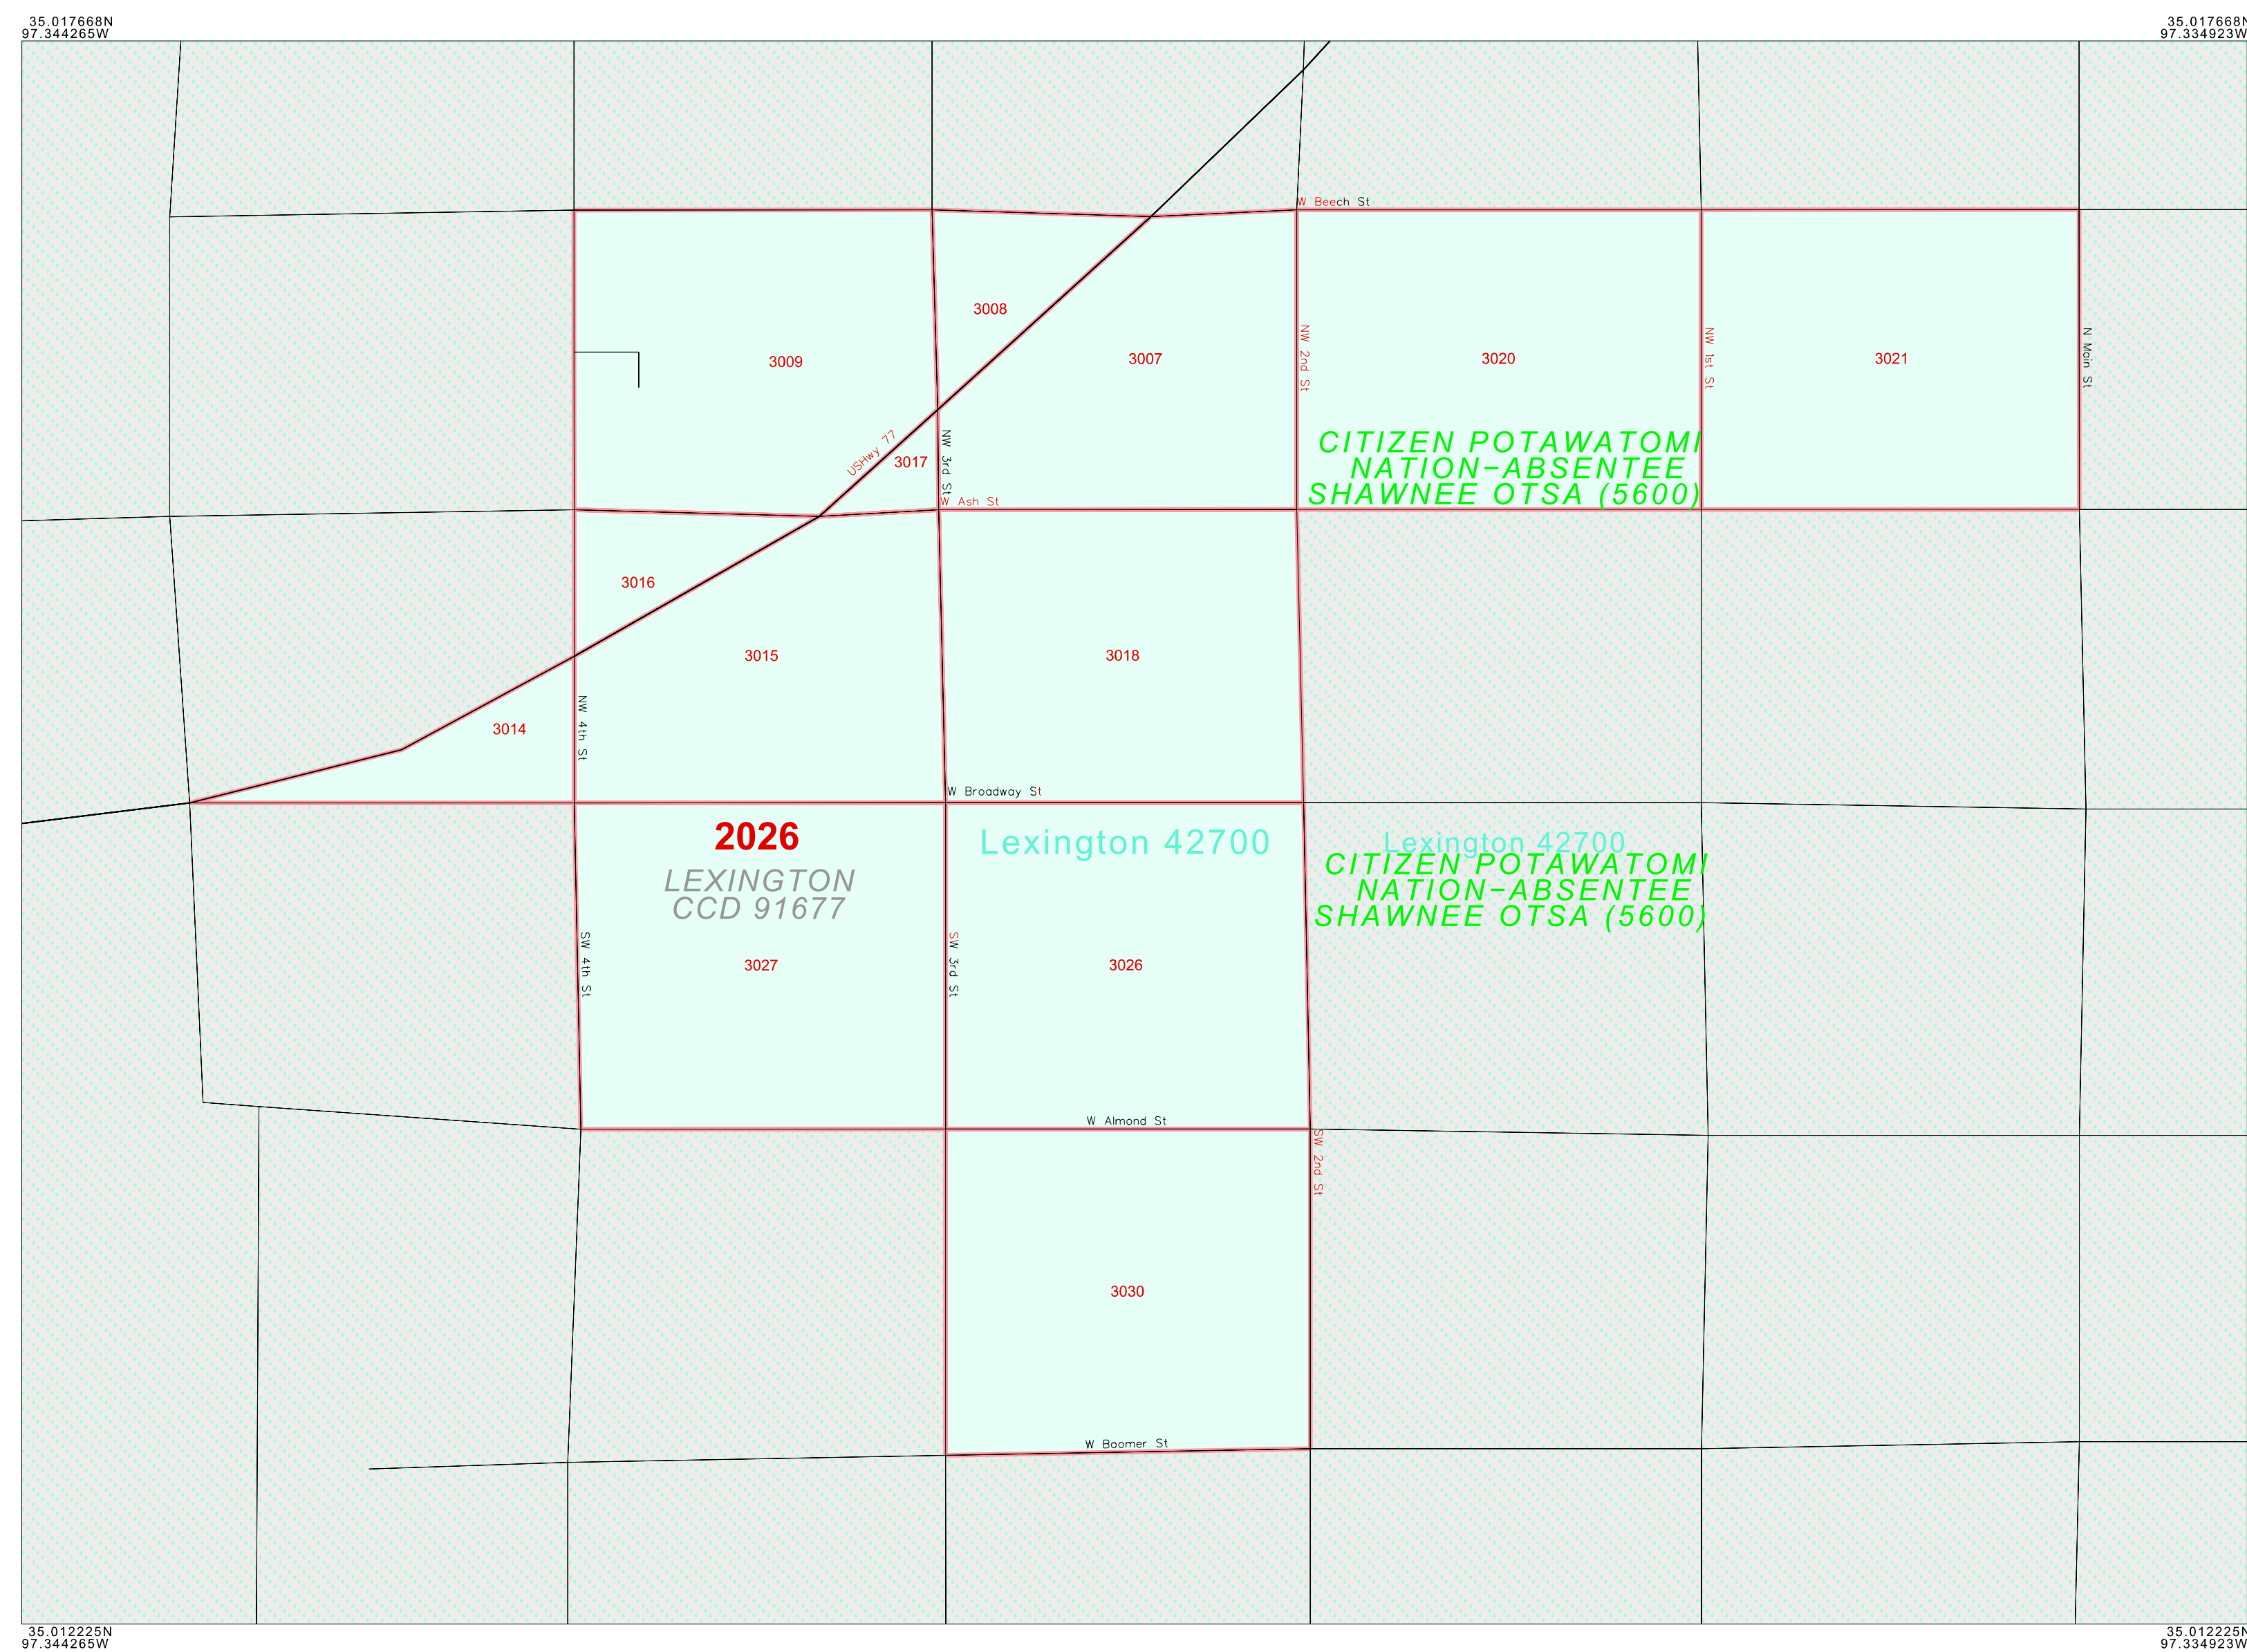 35.017668N
97.344265W
35.017668N
97.334923W
W Beech St
3008
3009
3007
NW 2nd St
3020
NW 1st St
3021
N Main St
USHwy 77
3017
NW 3rd St
CITIZEN POTAWATOMI
NATION-ABSENTEE
SHAWNEE OTSA (5600)
W Ash St
3016
3015
3018
3014
NW 4th St
W Broadway St
2026
LEXINGTON
CCD 91677
Lexington 42700
Lexington 42700
CITIZEN POTAWATOMI
NATION-ABSENTEE
SHAWNEE OTSA (5600)
SW 4th St
3027
SW 3rd St
3026
W Almond St
SW 2nd St
3030
W Boomer St
35.012225N
97.344265W
35.012225N
97.334923W